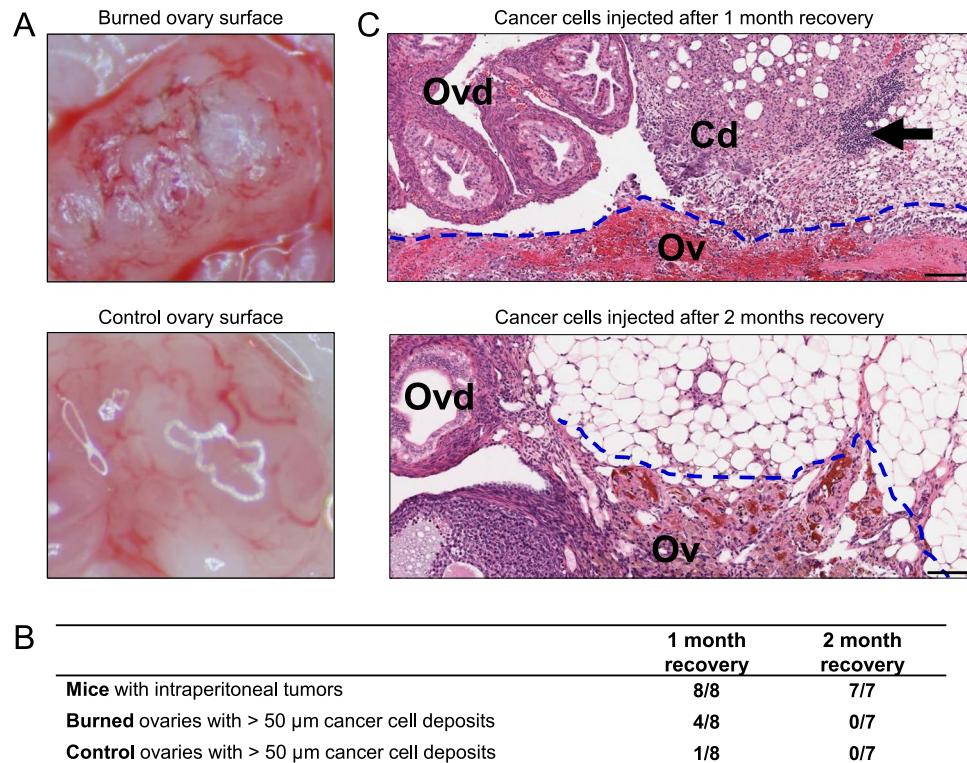 A
Burned ovary surface
Control ovary surface
C
Cancer cells injected after 1 month recovery
Ovd
Cd
Ov
Cancer cells injected after 2 months recovery
Ovd
Ov
B
1 month recovery
2 month recovery
Mice with intraperitoneal tumors 8/8 7/7
Burned ovaries with > 50 µm cancer cell deposits 4/8 0/7
Control ovaries with > 50 µm cancer cell deposits 1/8 0/7